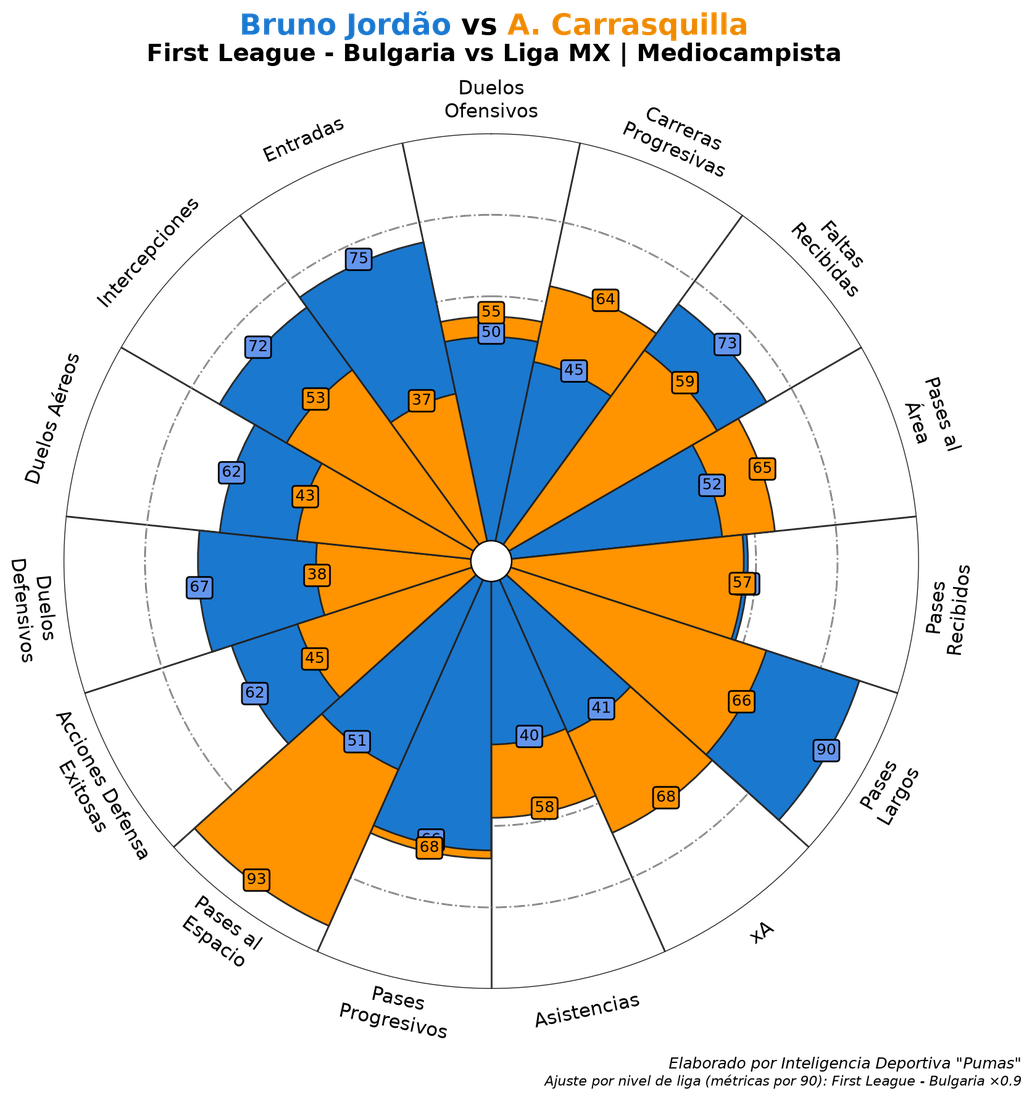 Bruno Jordão vs A. Carrasquilla
First League - Bulgaria vs Liga MX | Mediocampista
Duelos
Ofensivos
Carreras
Progresivas
Faltas
Recibidas
Pases al
Área
Pases
Recibidos
Pases
Largos
xA
Asistencias
Pases
Progresivos
Pases al
Espacio
Acciones Defensa
Exitosas
Duelos
Defensivos
Duelos Aéreos
Intercepciones
Entradas
55
50
64
45
73
59
65
52
57
66
90
41
68
40
58
68
51
93
45
62
38
67
43
62
53
72
37
75
Elaborado por Inteligencia Deportiva "Pumas"
Ajuste por nivel de liga (métricas por 90): First League - Bulgaria ×0.9